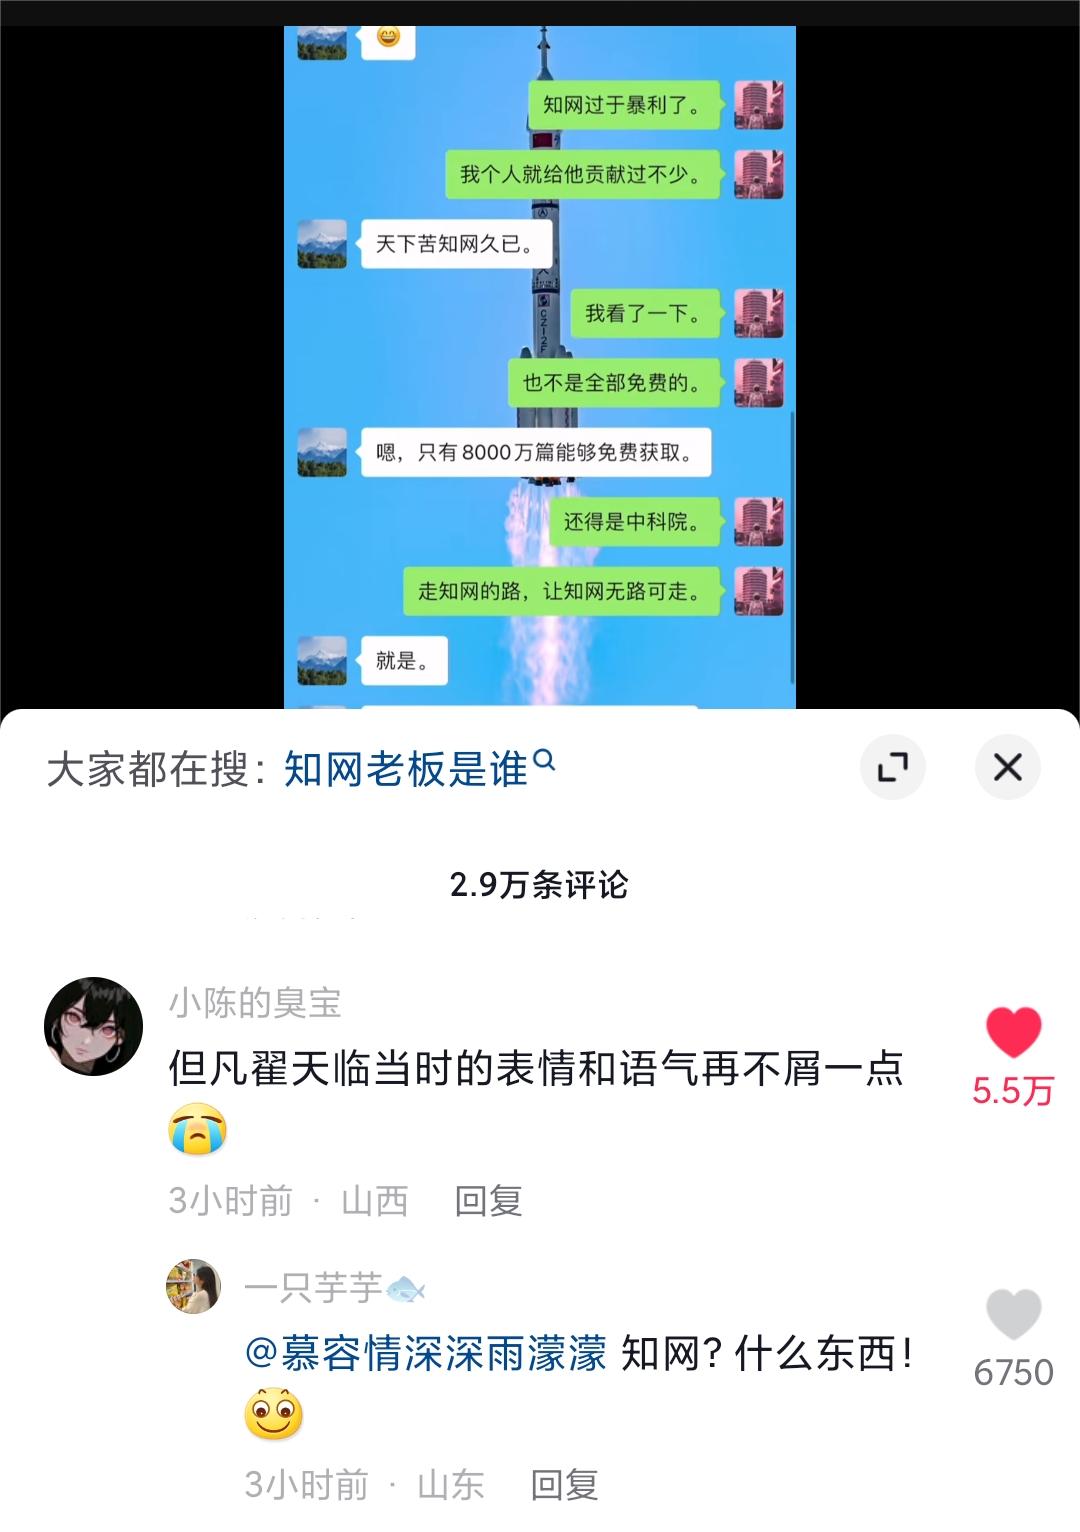 知网过于暴利了。
我个人就给他贡献过不少。
天下苦知网久已。
我看了一下。
也不是全部免费的。
嗯，只有8000万篇能够免费获取。
还得是中科院。
走知网的路，让知网无路可走。
就是。
CZ-2F
大家都在搜：知网老板是谁
2.9万条评论
小陈的臭宝
但凡翟天临当时的表情和语气再不屑一点
😭
5.5万
3小时前 · 山西 回复
一只芋芋🐟
@慕容情深深雨濛濛 知网？什么东西！
6750
3小时前 · 山东 回复